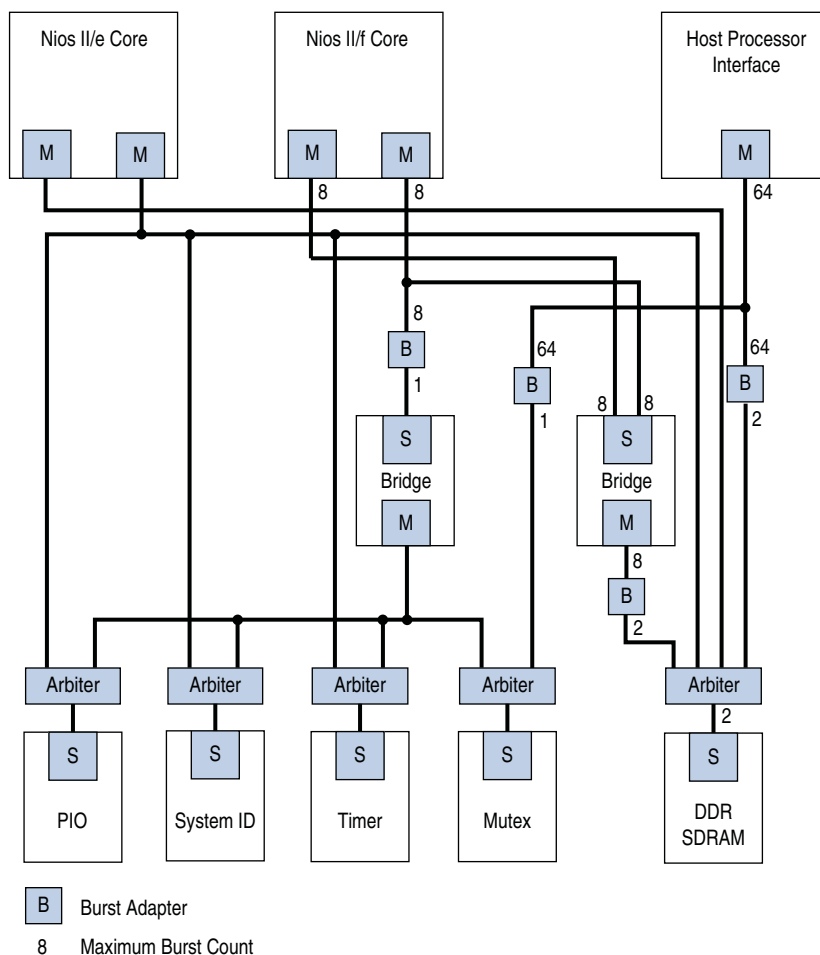 Nios II/e Core
Nios II/f Core
Host Processor
Interface
M
M
M
M
M
8
8
64
8
64
64
B
B
B
1
1
2
8
8
S
S
Bridge
Bridge
M
M
8
B
2
Arbiter
Arbiter
Arbiter
Arbiter
Arbiter
2
S
S
S
S
S
PIO
System ID
Timer
Mutex
DDR
SDRAM
B Burst Adapter
8 Maximum Burst Count